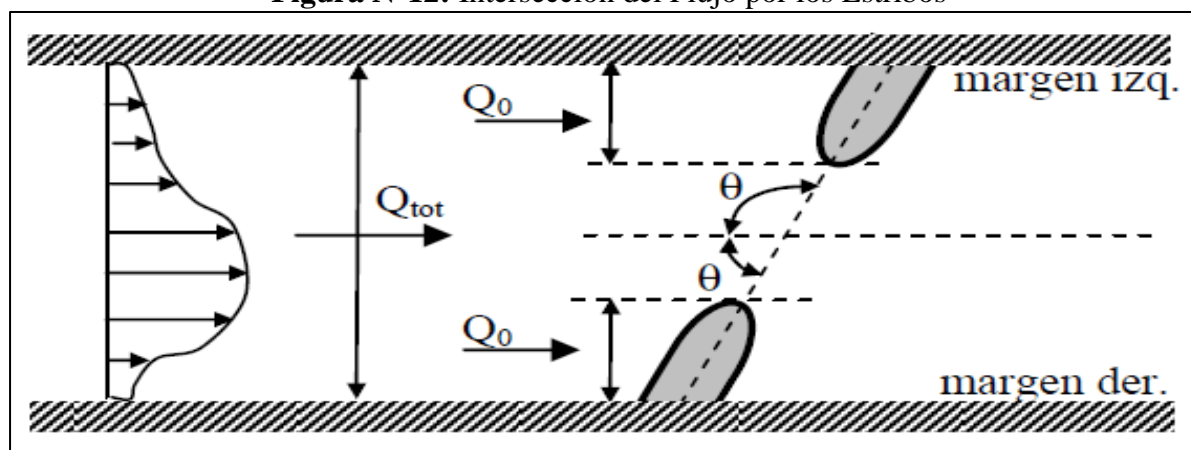 Figura N°12: Intersección del Flujo por los Estribos
margen izq.
Q₀
θ
Qtot
θ
Q₀
margen der.